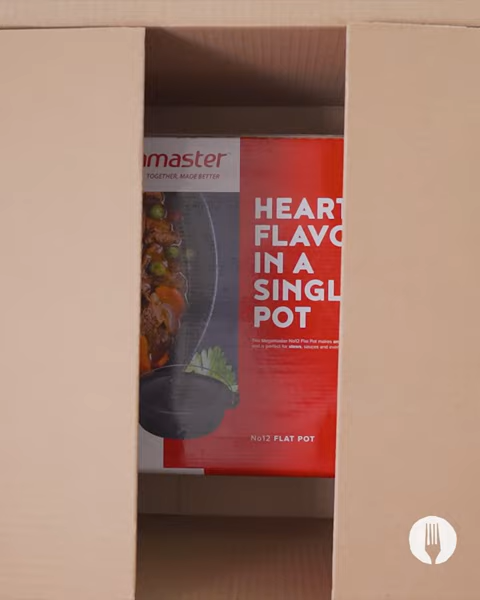 master
TOGETHER, MADE BETTER
HEART
FLAVO
IN A
SINGL
POT
No12 FLAT POT